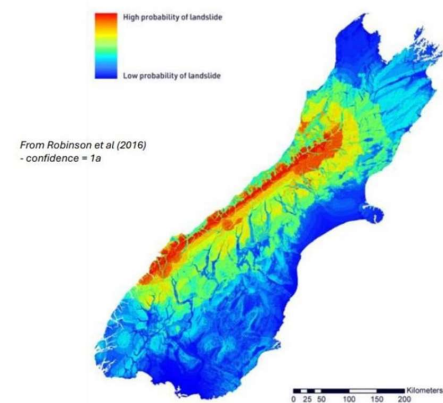 High probability of landslide
Low probability of landslide
From Robinson et al (2016)
- confidence = 1a
Kilometers
0 25 50 100 150 200